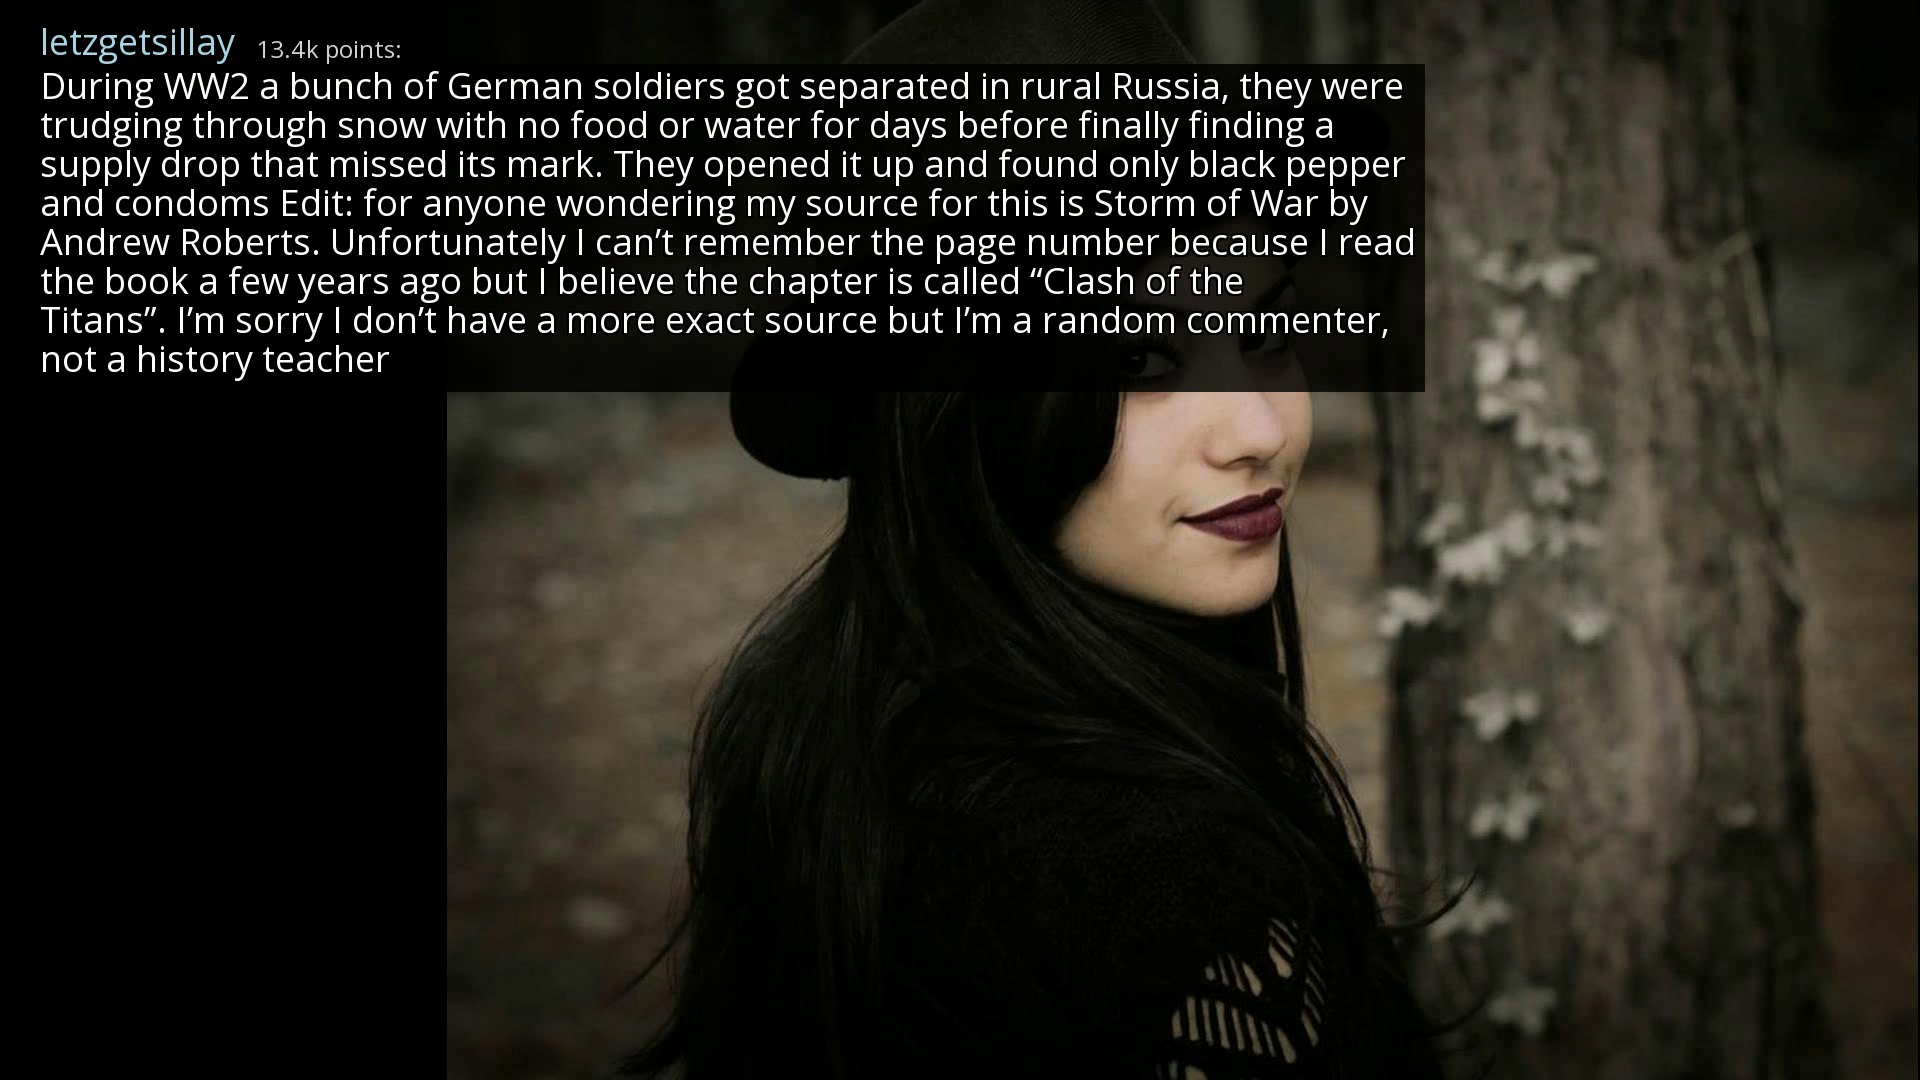 letzgetsillay 13.4k points:
During WW2 a bunch of German soldiers got separated in rural Russia, they were
trudging through snow with no food or water for days before finally finding a
supply drop that missed its mark. They opened it up and found only black pepper
and condoms Edit: for anyone wondering my source for this is Storm of War by
Andrew Roberts. Unfortunately I can’t remember the page number because I read
the book a few years ago but I believe the chapter is called “Clash of the
Titans”. I’m sorry I don’t have a more exact source but I’m a random commenter,
not a history teacher